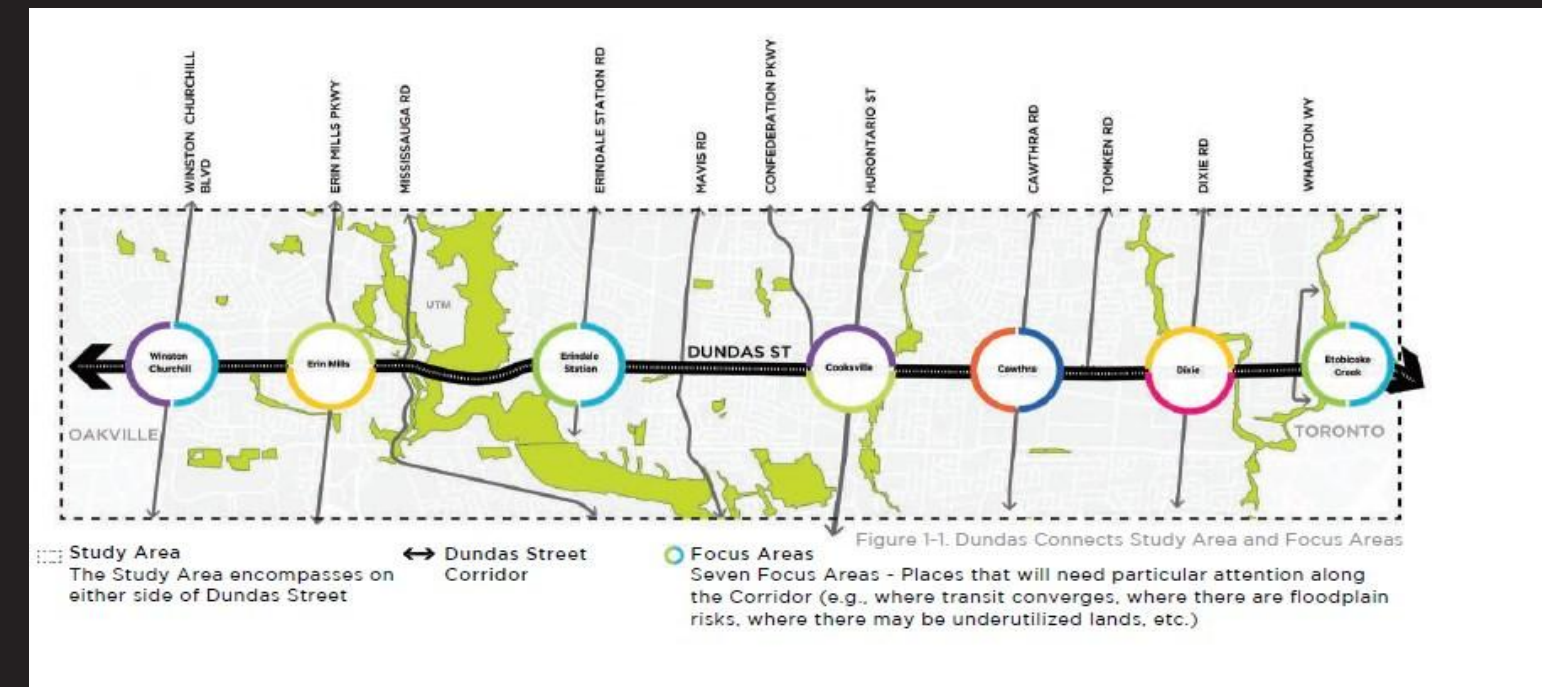 WINSTON CHURCHILL
BLVD
ERIN MILLS PKWY
MISSISSAUGA RD
ERINDALE STATION RD
MAVIS RD
CONFEDERATION PKWY
HURONTARIO ST
CAWTHRA RD
TOMKEN RD
DIXIE RD
WHARTON WY
UTM
DUNDAS ST
Winston
Churchill
Erin Mills
Erindale
Station
Cooksville
Cawthra
Dixie
Etobicoke
Creek
OAKVILLE
TORONTO
Figure 1-1. Dundas Connects Study Area and Focus Areas
Study Area
The Study Area encompasses on
either side of Dundas Street
Dundas Street
Corridor
Focus Areas
Seven Focus Areas - Places that will need particular attention along
the Corridor (e.g., where transit converges, where there are floodplain
risks, where there may be underutilized lands, etc.)